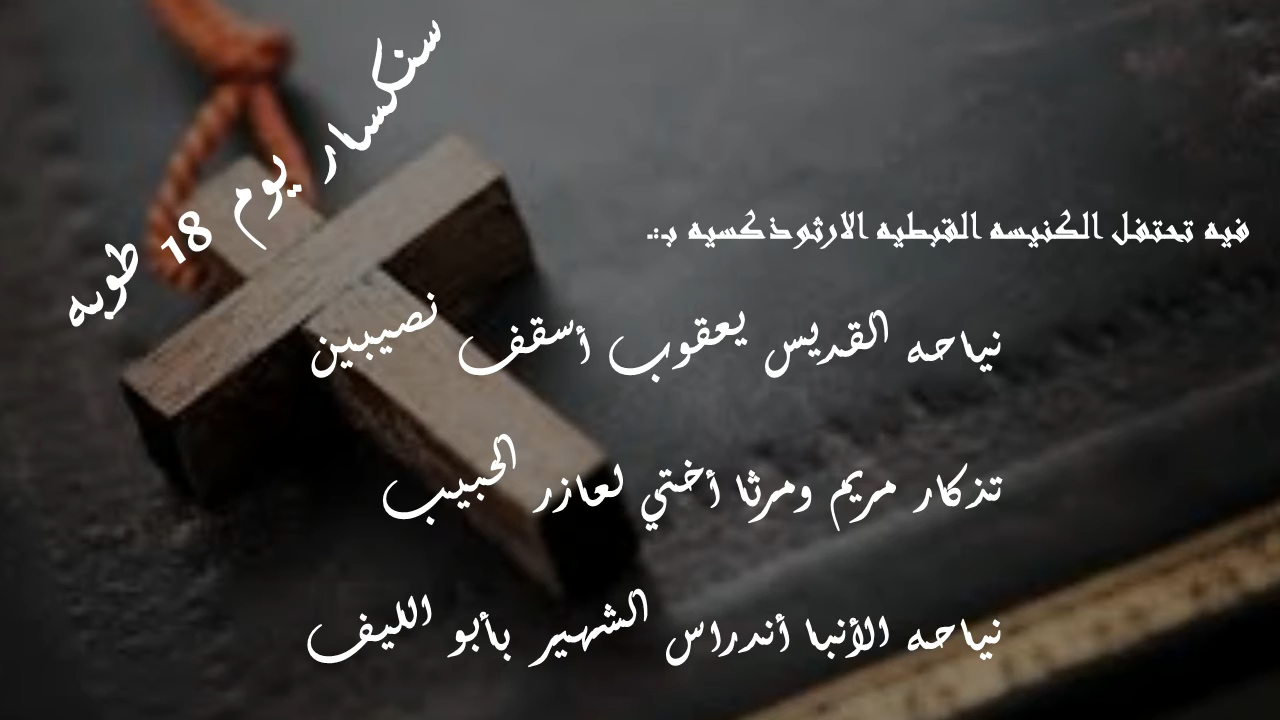 سنكسار يوم 18 طوبه
فيه تحتفل الكنيسه القبطيه الارثوذكسيه ب:.
نياحه القديس يعقوب أسقف نصيبين
تذكار مريم ومرثا أختي لعازر الحبيب
نياحه الأنبا أندراس الشهير بأبو الليف